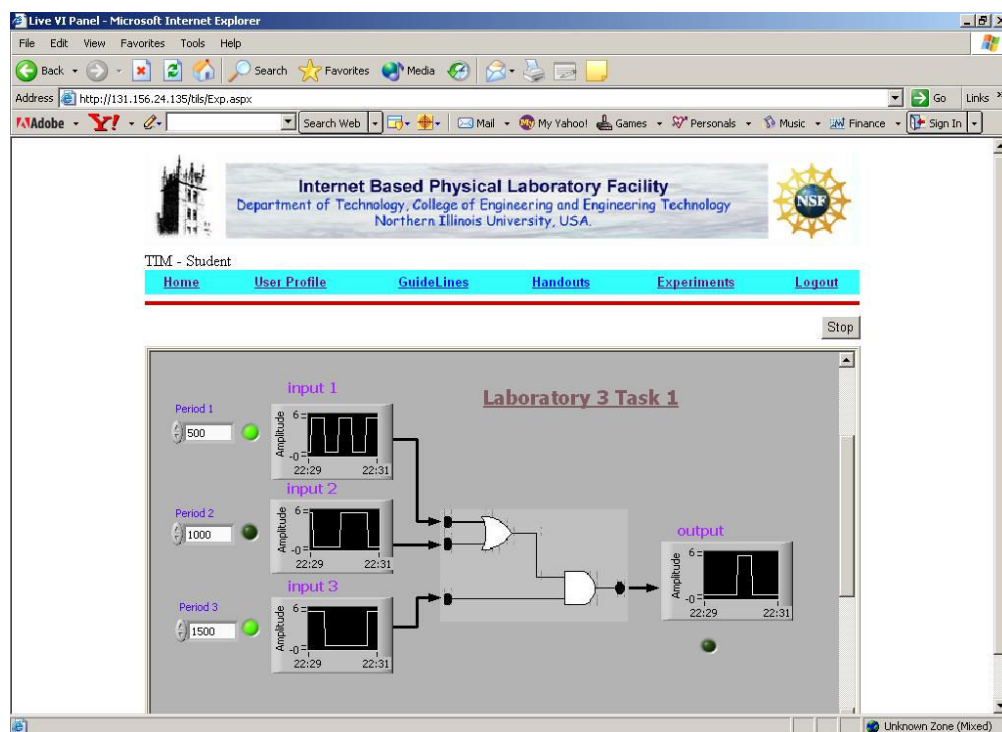 Live VI Panel - Microsoft Internet Explorer
File Edit View Favorites Tools Help
Back Search Favorites Media
Address http://131.156.24.135/tils/Exp.aspx Go Links
Adobe Y! Search Web Mail My Yahoo! Games Personals Music Finance Sign In
Internet Based Physical Laboratory Facility
Department of Technology, College of Engineering and Engineering Technology
Northern Illinois University, USA.
NSF
TIM - Student
Home User Profile GuideLines Handouts Experiments Logout
Stop
Laboratory 3 Task 1
input 1
Period 1
500
Amplitude
6
-0
22:29 22:31
input 2
Period 2
1000
Amplitude
6
-0
22:29 22:31
input 3
Period 3
1500
Amplitude
6
-0
22:29 22:31
output
Amplitude
6
-0
22:29 22:31
Unknown Zone (Mixed)